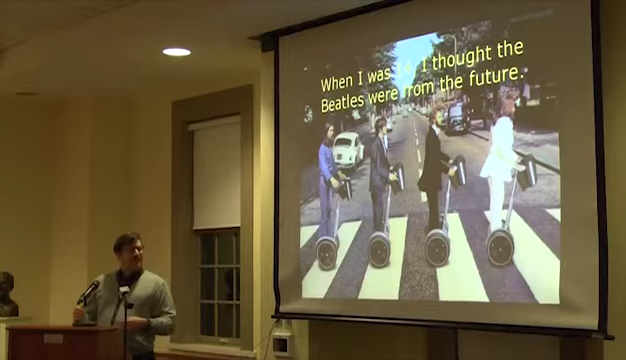 When I was I thought the
Beatles were from the future.